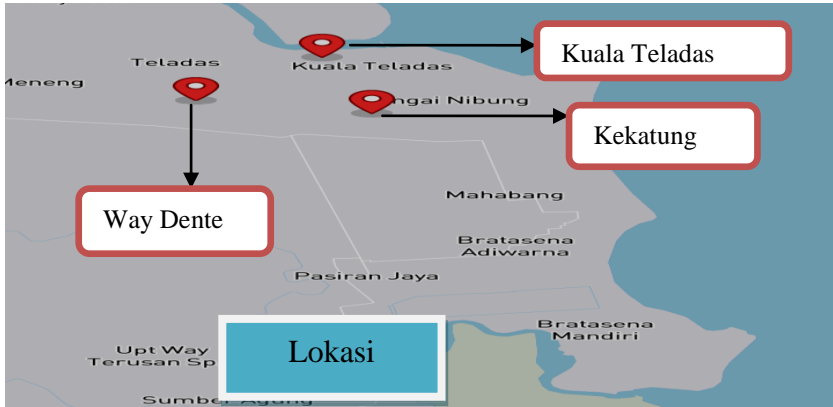 Teladas
Kuala Teladas
Kuala Teladas
Meneng
ngai Nibung
Kekatung
Way Dente
Mahabang
Bratasena
Adiwarna
Pasiran Jaya
Bratasena
Mandiri
Upt Way
Terusan Sp
Lokasi
Sumber Agung